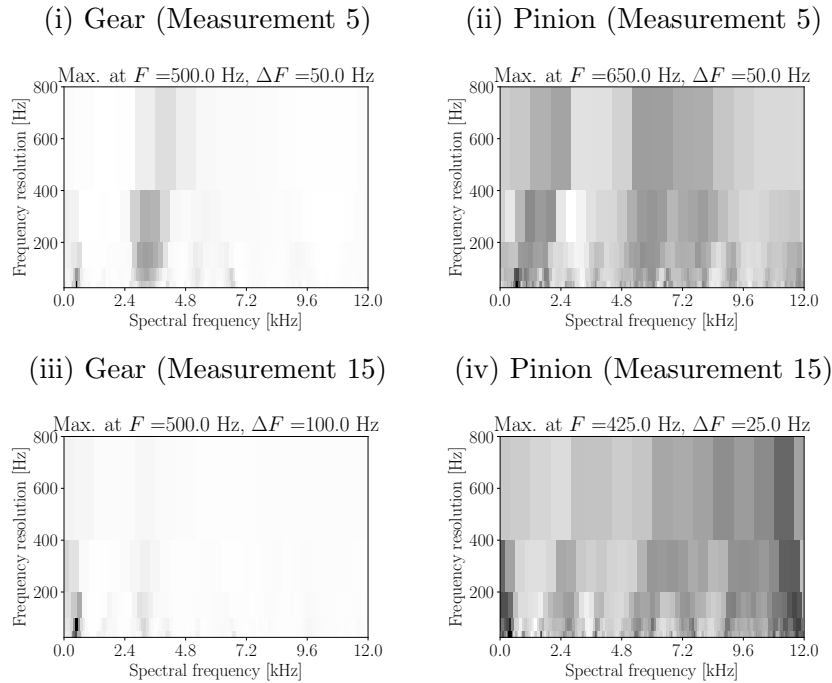 (i) Gear (Measurement 5)
Max. at F =500.0 Hz, ΔF =50.0 Hz
Frequency resolution [Hz]
800
600
400
200
0.0 2.4 4.8 7.2 9.6 12.0
Spectral frequency [kHz]
(ii) Pinion (Measurement 5)
Max. at F =650.0 Hz, ΔF =50.0 Hz
Frequency resolution [Hz]
800
600
400
200
0.0 2.4 4.8 7.2 9.6 12.0
Spectral frequency [kHz]
(iii) Gear (Measurement 15)
Max. at F =500.0 Hz, ΔF =100.0 Hz
Frequency resolution [Hz]
800
600
400
200
0.0 2.4 4.8 7.2 9.6 12.0
Spectral frequency [kHz]
(iv) Pinion (Measurement 15)
Max. at F =425.0 Hz, ΔF =25.0 Hz
Frequency resolution [Hz]
800
600
400
200
0.0 2.4 4.8 7.2 9.6 12.0
Spectral frequency [kHz]